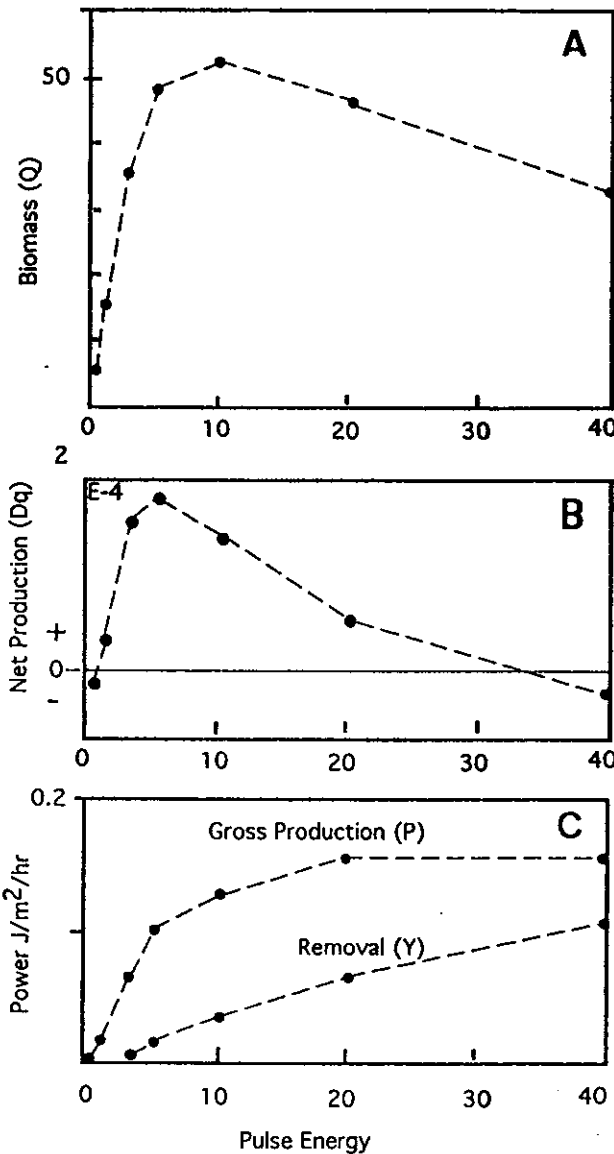 A
50
Biomass (Q)
0 10 20 30 40
2
E-4
B
Net Production (Dq)
+
0
-
0 10 20 30 40
0.2
C
Gross Production (P)
Power J/m²/hr
Removal (Y)
0 10 20 30 40
Pulse Energy